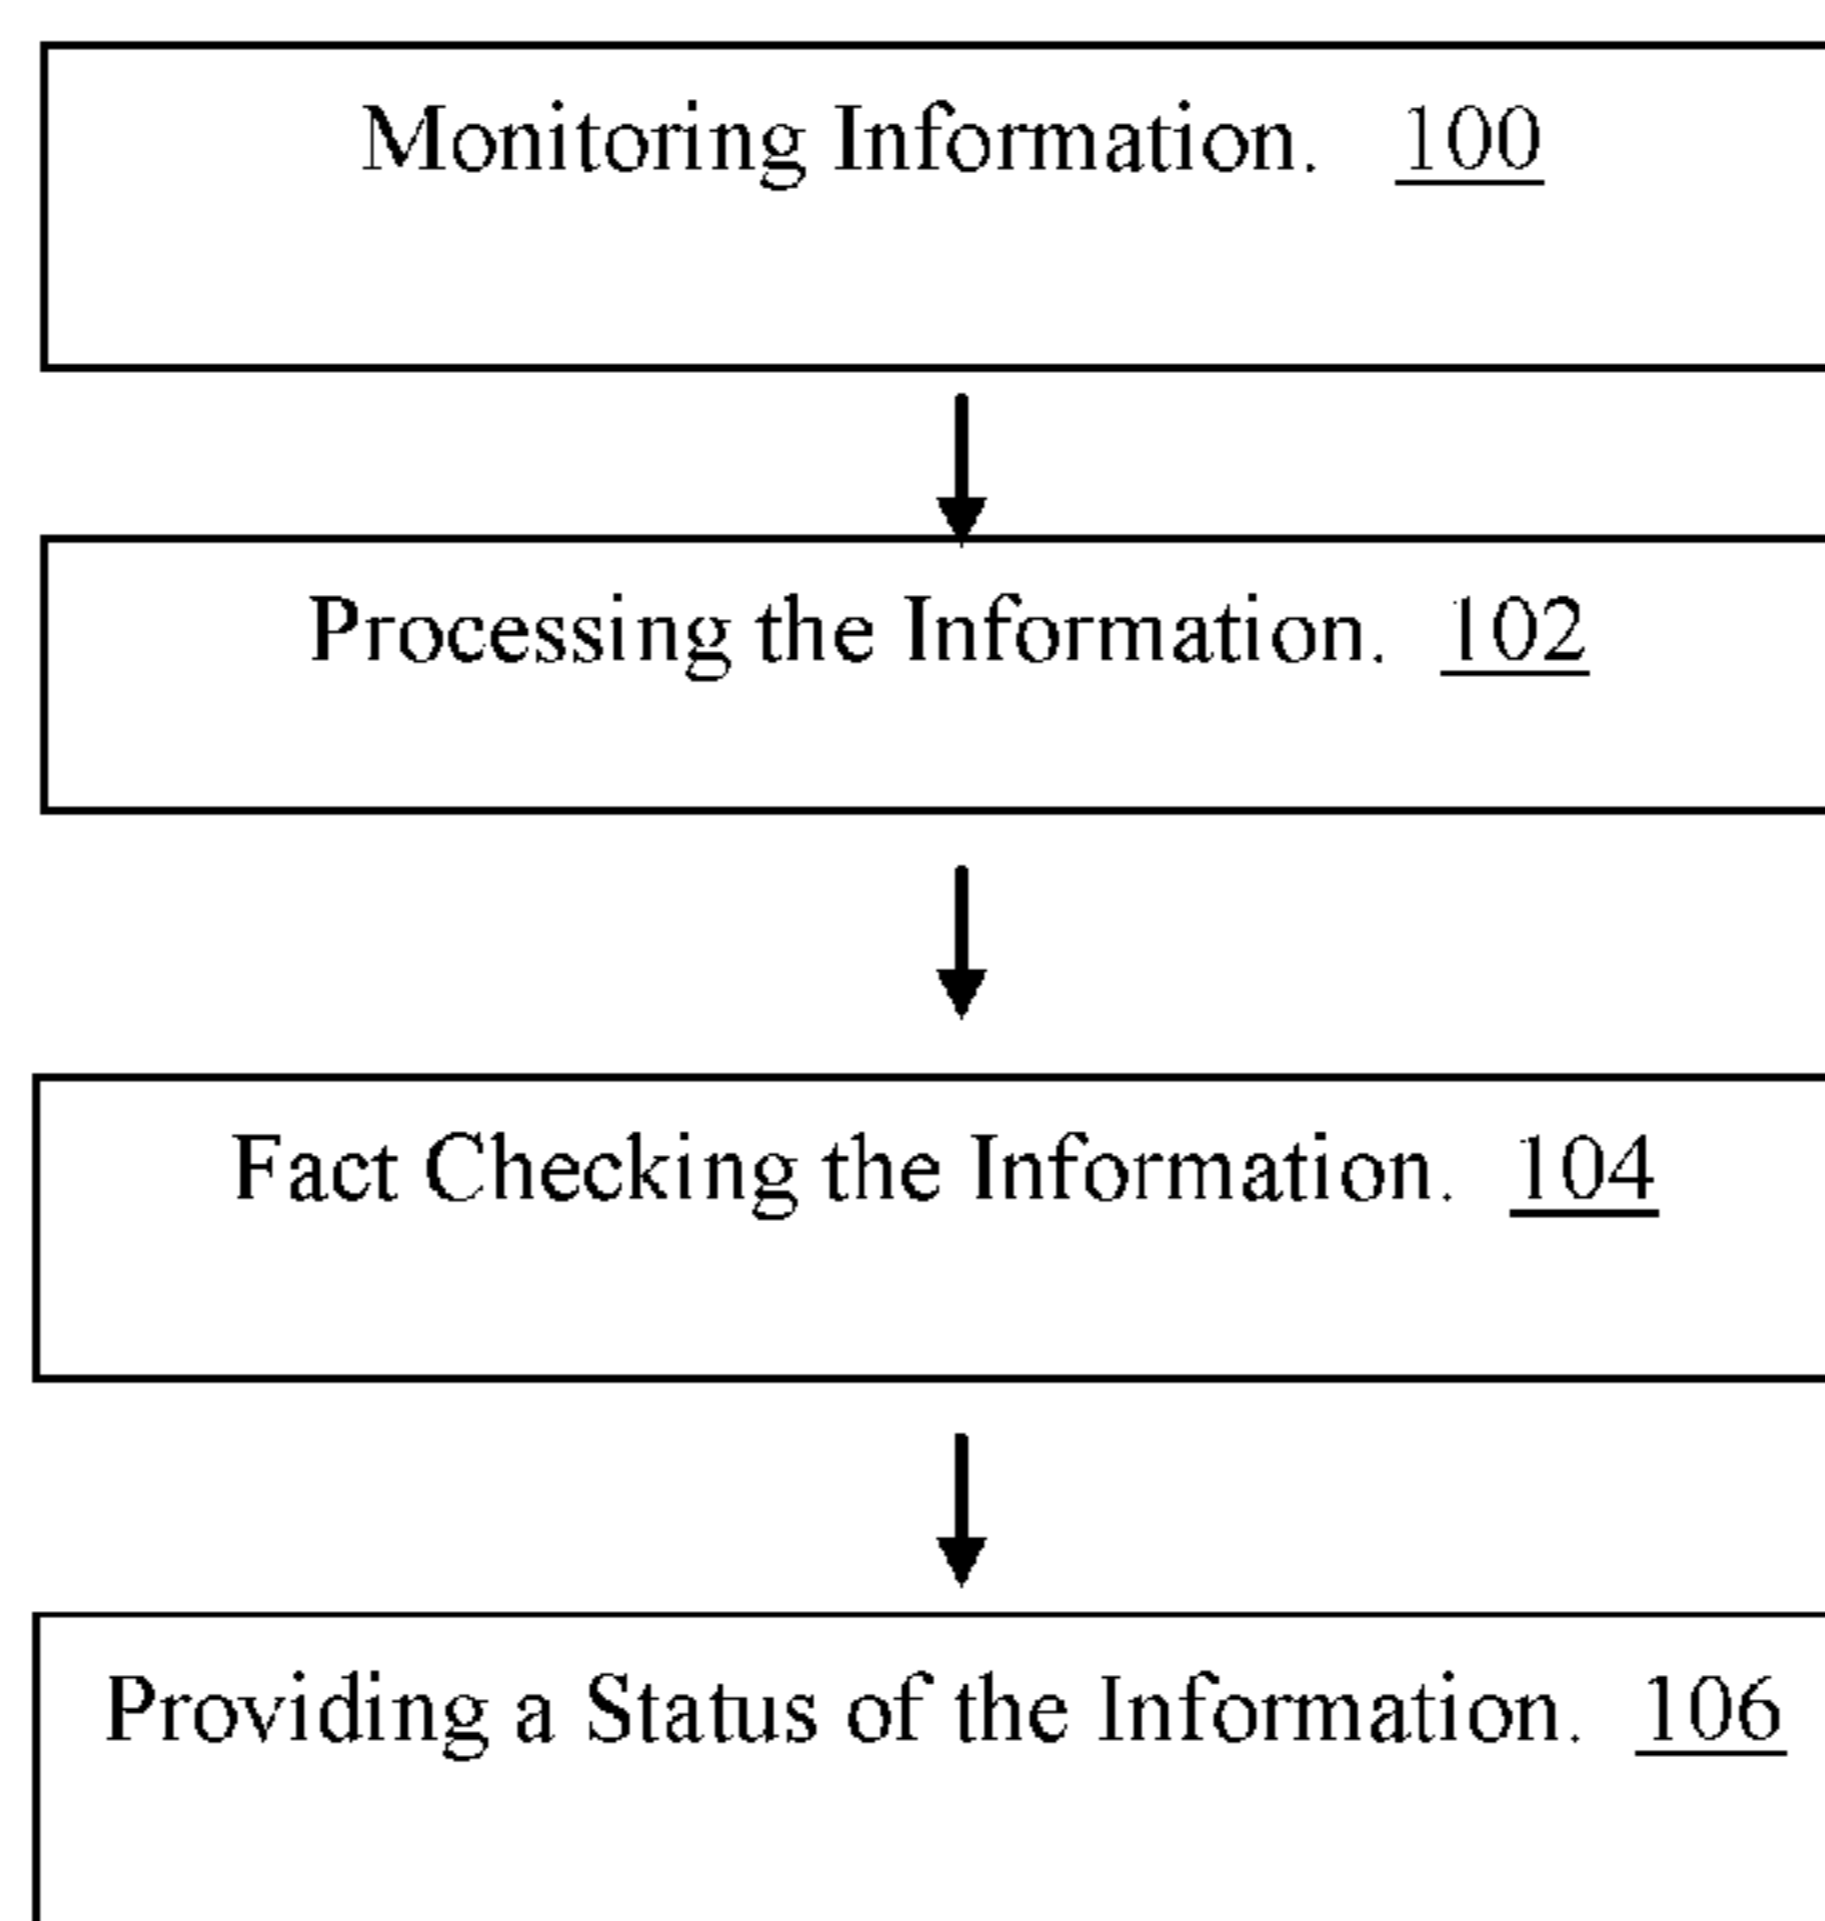 Monitoring Information. 100
Processing the Information. 102
Fact Checking the Information. 104
Providing a Status of the Information. 106